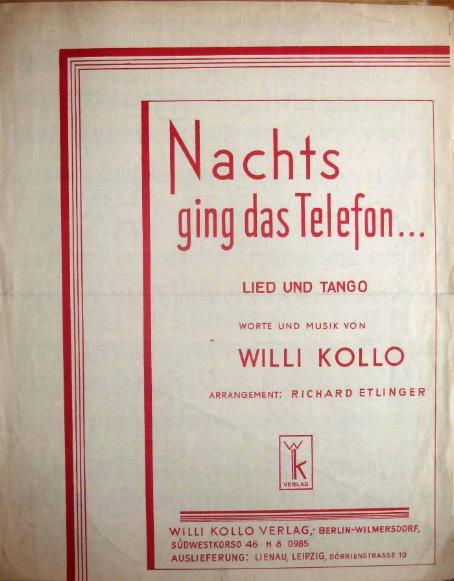 Nachts
ging das Telefon...
LIED UND TANGO
WORTE UND MUSIK VON
WILLI KOLLO
ARRANGEMENT: RICHARD ETLINGER
W
k
VERLAG
WILLI KOLLO VERLAG, BERLIN-WILMERSDORF,
SÜDWESTKORSO 46 H 8 0985
AUSLIEFERUNG: LIENAU, LEIPZIG, DÖRRIENSTRASSE 10